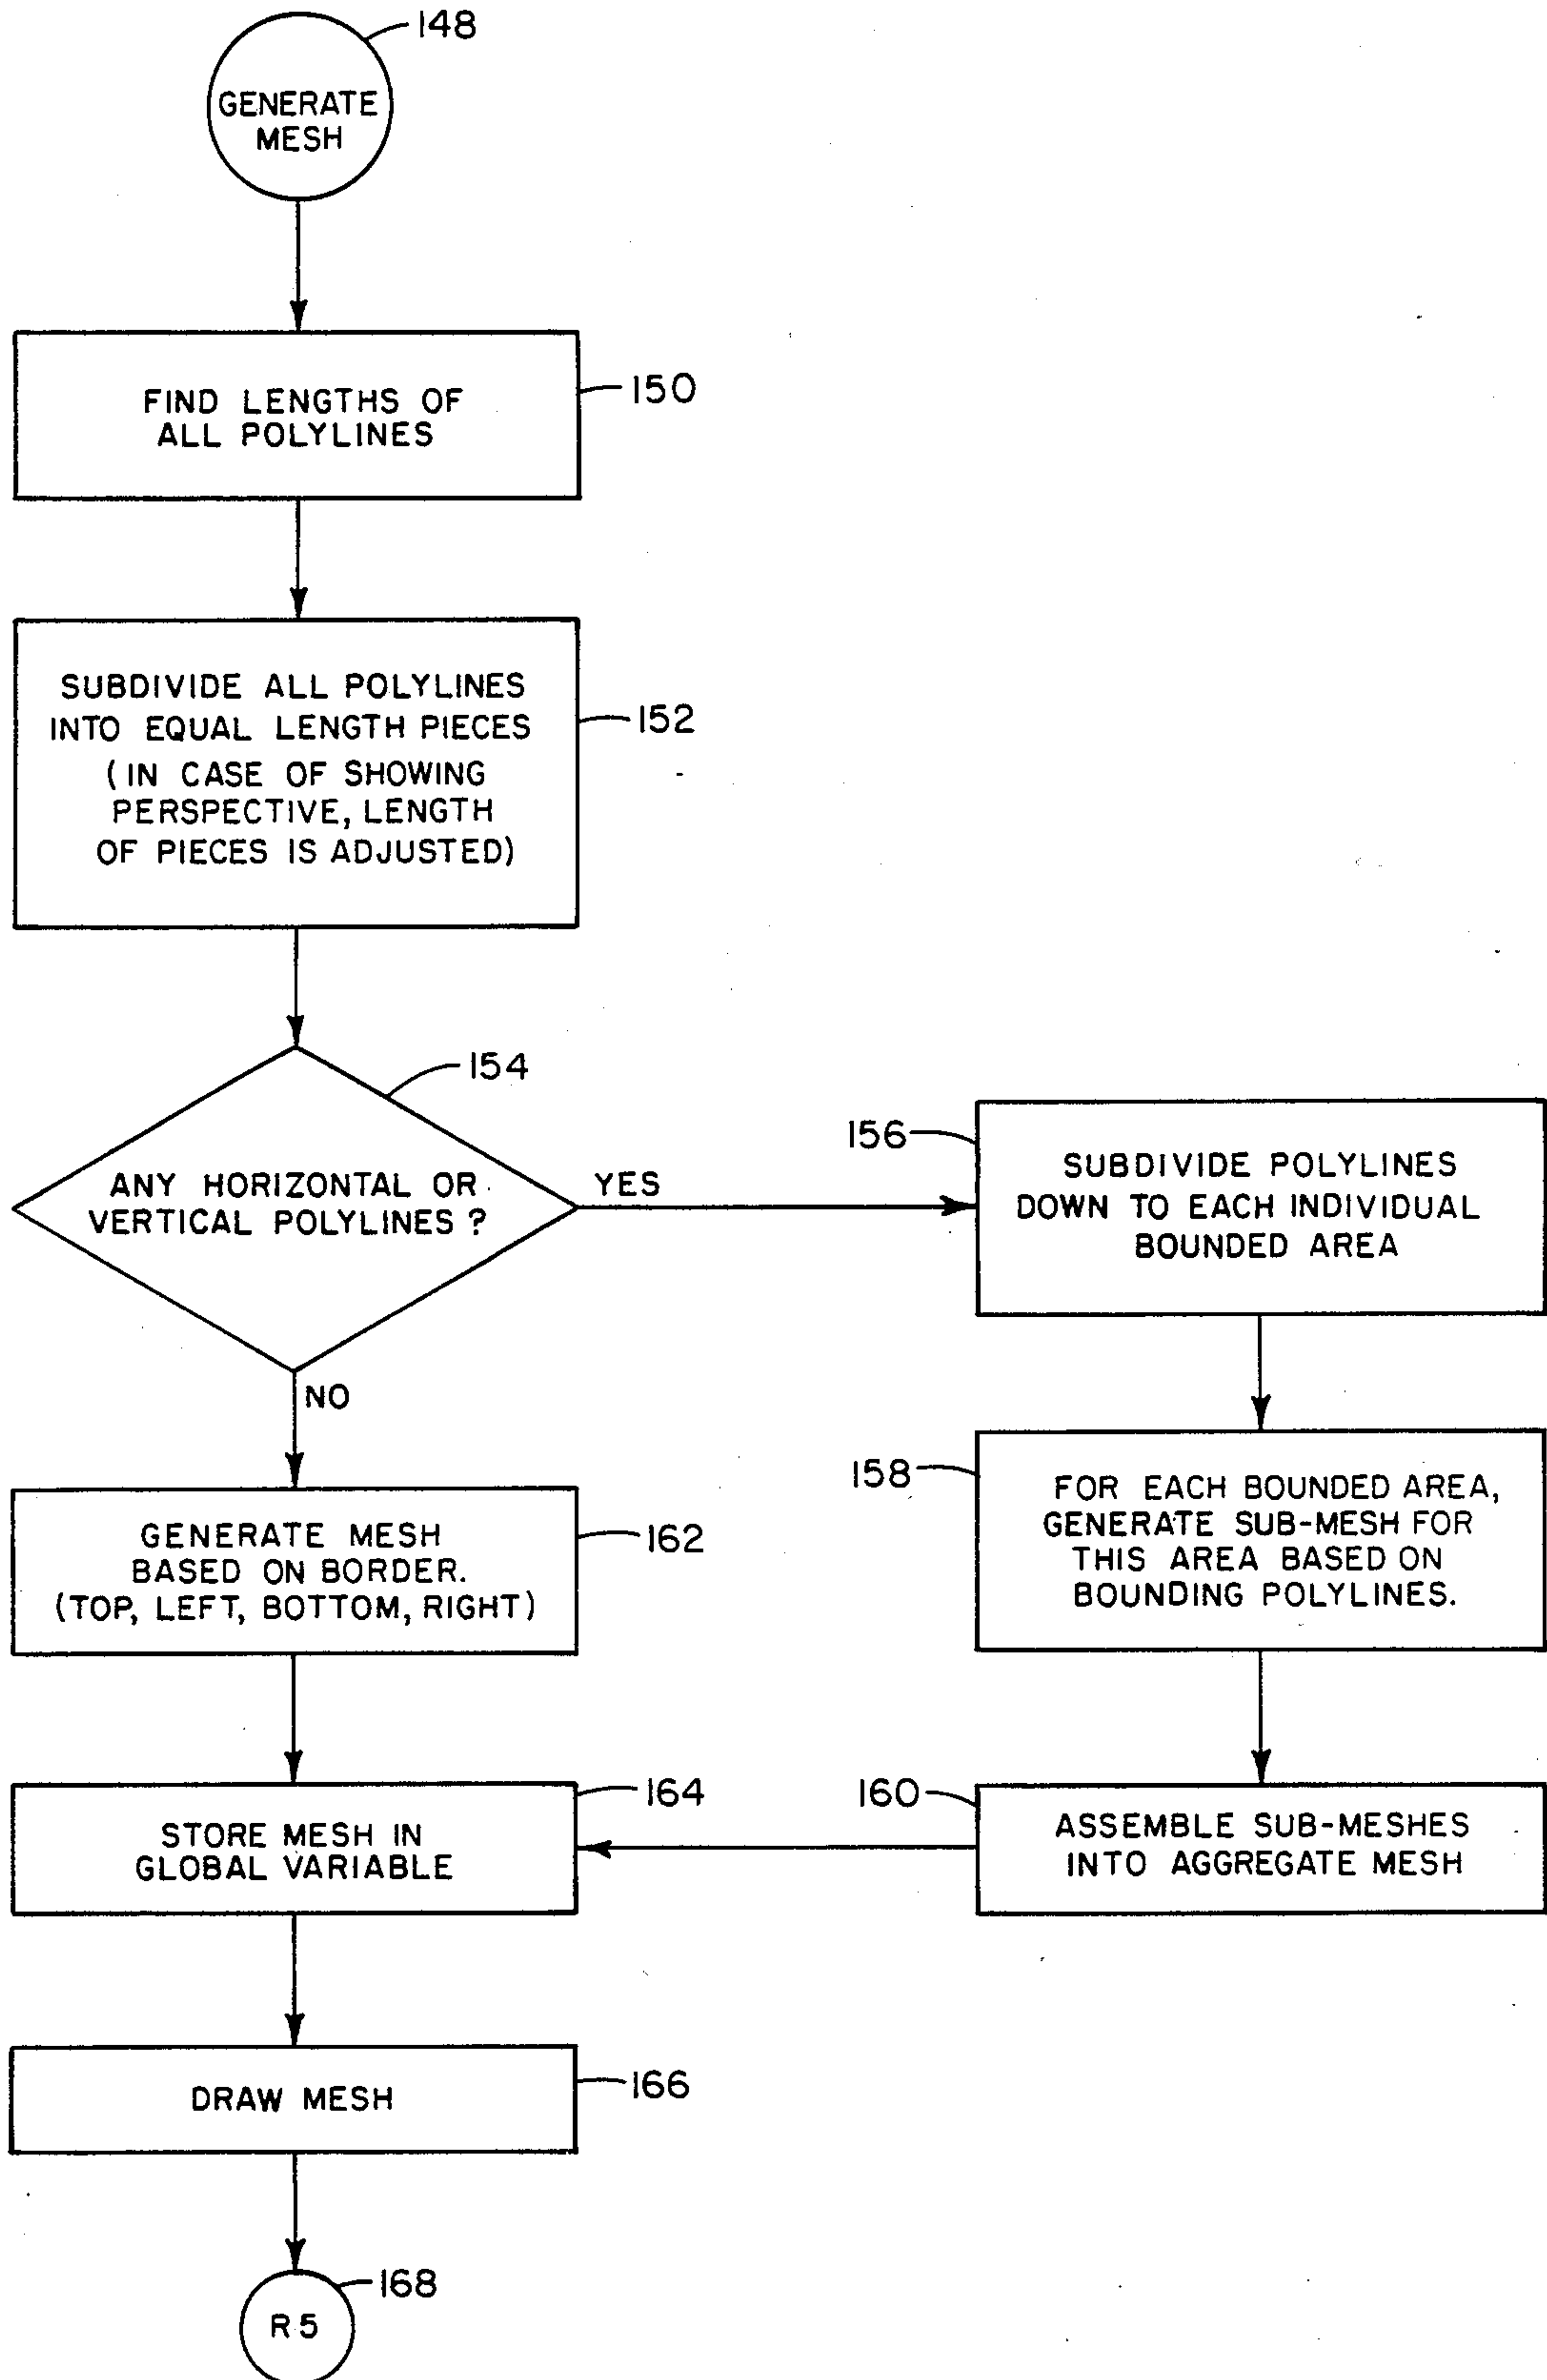 148
GENERATE
MESH
150
FIND LENGTHS OF
ALL POLYLINES
152
SUBDIVIDE ALL POLYLINES
INTO EQUAL LENGTH PIECES
(IN CASE OF SHOWING
PERSPECTIVE, LENGTH
OF PIECES IS ADJUSTED)
154
ANY HORIZONTAL OR
VERTICAL POLYLINES?
YES
NO
156
SUBDIVIDE POLYLINES
DOWN TO EACH INDIVIDUAL
BOUNDED AREA
158
FOR EACH BOUNDED AREA,
GENERATE SUB-MESH FOR
THIS AREA BASED ON
BOUNDING POLYLINES.
160
ASSEMBLE SUB-MESHES
INTO AGGREGATE MESH
162
GENERATE MESH
BASED ON BORDER.
(TOP, LEFT, BOTTOM, RIGHT)
164
STORE MESH IN
GLOBAL VARIABLE
166
DRAW MESH
168
R5